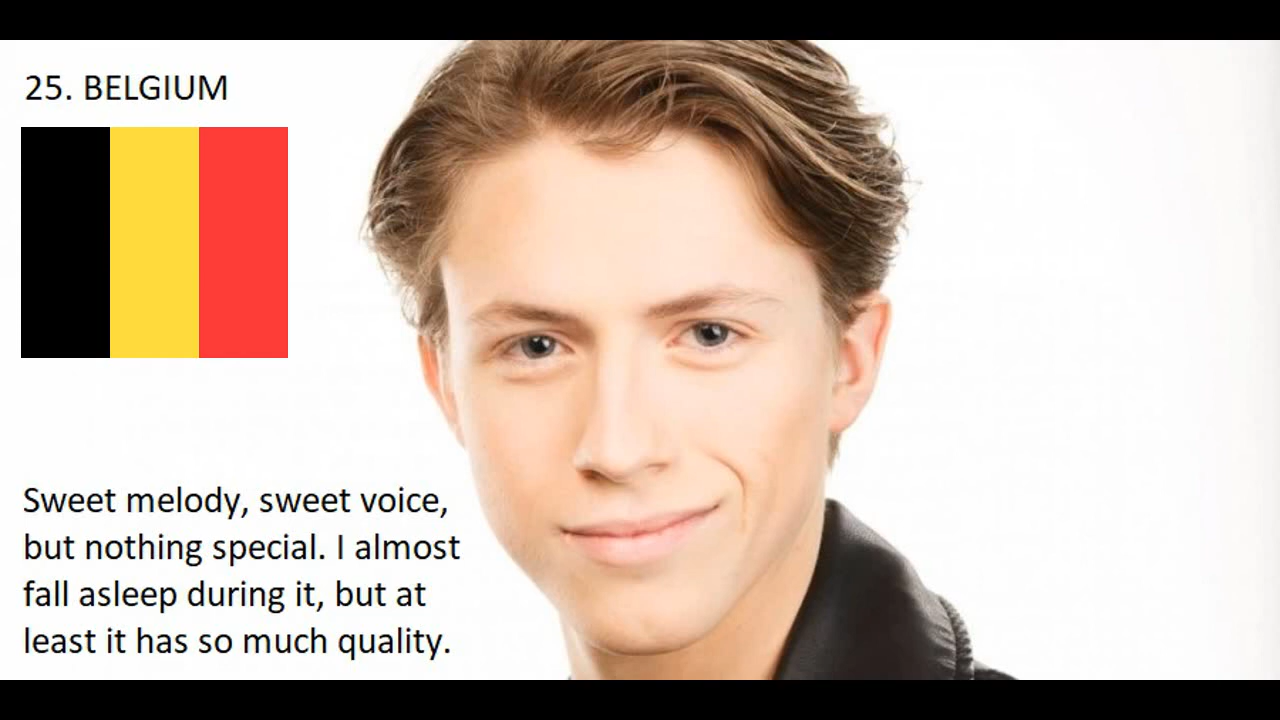 25. BELGIUM
Sweet melody, sweet voice,
but nothing special. I almost
fall asleep during it, but at
least it has so much quality.